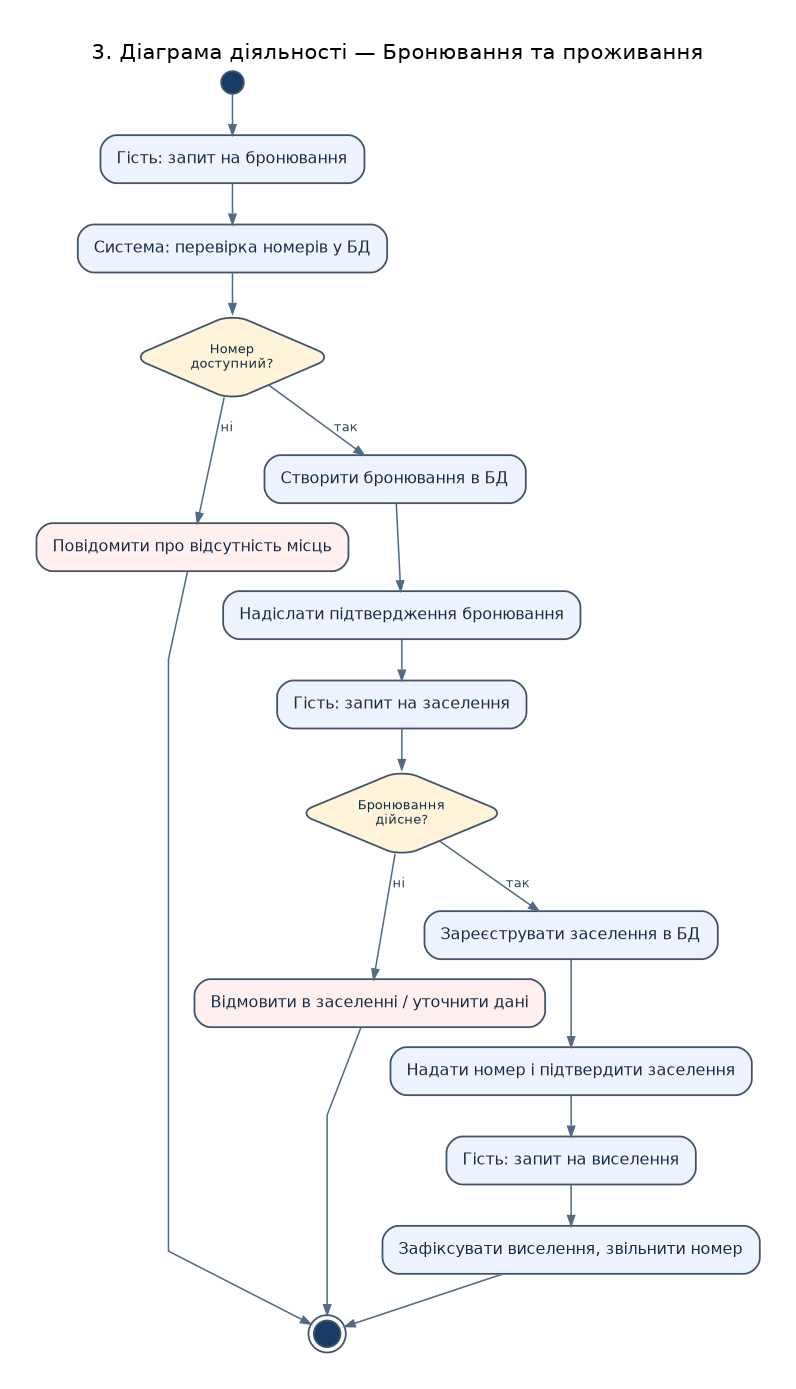 3. Діаграма діяльності — Бронювання та проживання
Гість: запит на бронювання
Система: перевірка номерів у БД
Номер
доступний?
ні
так
Створити бронювання в БД
Повідомити про відсутність місць
Надіслати підтвердження бронювання
Гість: запит на заселення
Бронювання
дійсне?
ні
так
Зареєструвати заселення в БД
Відмовити в заселенні / уточнити дані
Надати номер і підтвердити заселення
Гість: запит на виселення
Зафіксувати виселення, звільнити номер